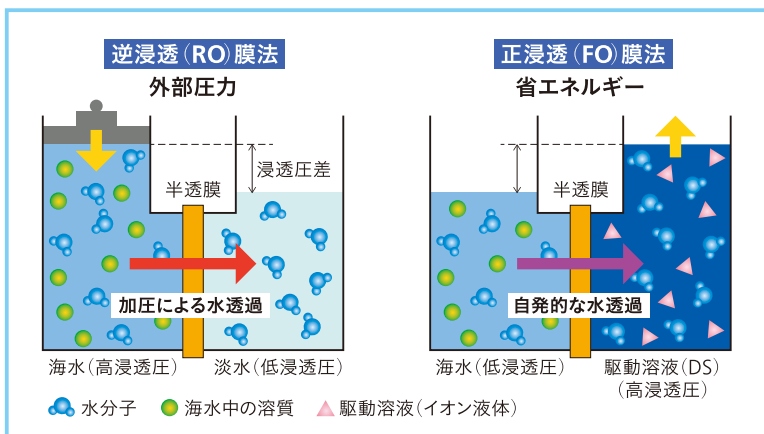 逆浸透(RO)膜法
外部圧力
浸透圧差
半透膜
加圧による水透過
海水(高浸透圧)
淡水(低浸透圧)
正浸透(FO)膜法
省エネルギー
半透膜
自発的な水透過
海水(低浸透圧)
駆動溶液(DS)
(高浸透圧)
水分子
海水中の溶質
駆動溶液(イオン液体)